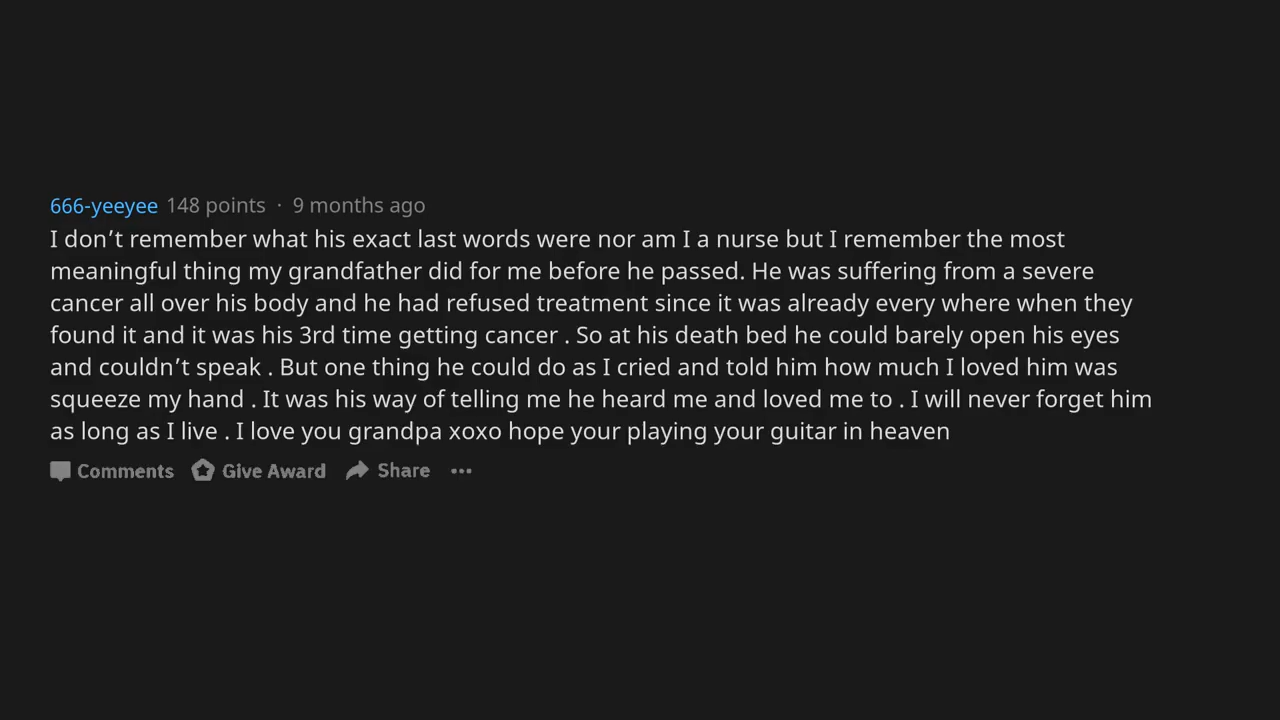 666-yeeyee 148 points · 9 months ago
I don’t remember what his exact last words were nor am I a nurse but I remember the most
meaningful thing my grandfather did for me before he passed. He was suffering from a severe
cancer all over his body and he had refused treatment since it was already every where when they
found it and it was his 3rd time getting cancer . So at his death bed he could barely open his eyes
and couldn’t speak . But one thing he could do as I cried and told him how much I loved him was
squeeze my hand . It was his way of telling me he heard me and loved me to . I will never forget him
as long as I live . I love you grandpa xoxo hope your playing your guitar in heaven
Comments Give Award Share ···